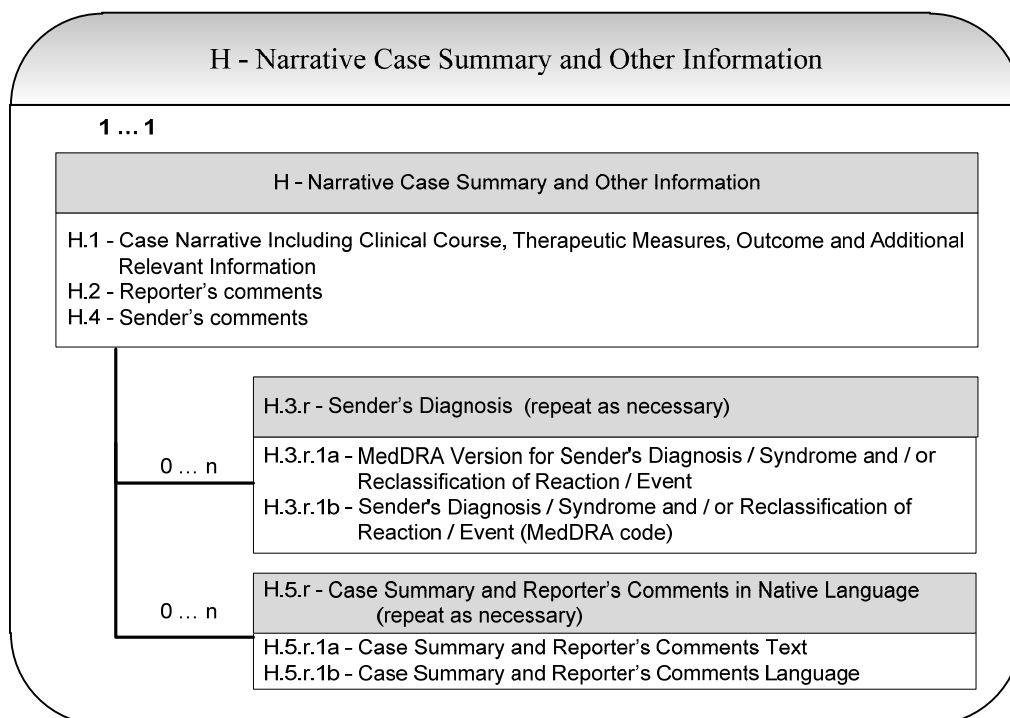 H - Narrative Case Summary and Other Information
1 ... 1
H - Narrative Case Summary and Other Information
H.1 - Case Narrative Including Clinical Course, Therapeutic Measures, Outcome and Additional
Relevant Information
H.2 - Reporter's comments
H.4 - Sender's comments
H.3.r - Sender's Diagnosis (repeat as necessary)
0 ... n
H.3.r.1a - MedDRA Version for Sender's Diagnosis / Syndrome and / or
Reclassification of Reaction / Event
H.3.r.1b - Sender's Diagnosis / Syndrome and / or Reclassification of
Reaction / Event (MedDRA code)
H.5.r - Case Summary and Reporter's Comments in Native Language
(repeat as necessary)
0 ... n
H.5.r.1a - Case Summary and Reporter's Comments Text
H.5.r.1b - Case Summary and Reporter's Comments Language